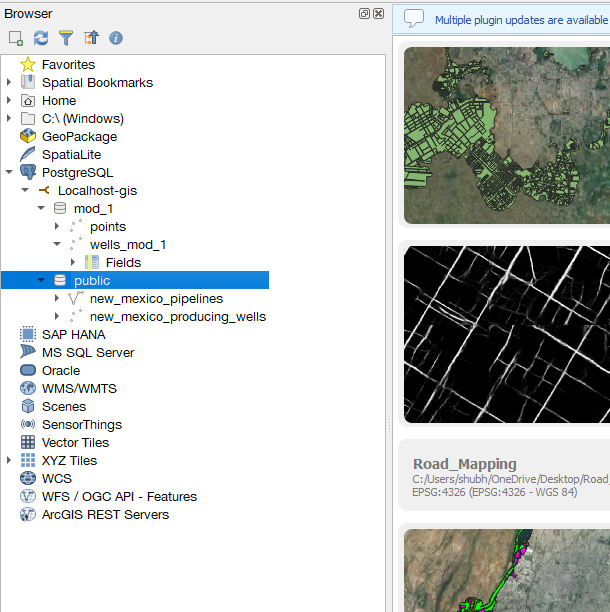 Browser
Multiple plugin updates are available
Favorites
Spatial Bookmarks
Home
C:\ (Windows)
GeoPackage
SpatiaLite
PostgreSQL
Localhost-gis
mod_1
points
wells_mod_1
Fields
public
new_mexico_pipelines
new_mexico_producing_wells
SAP HANA
MS SQL Server
Oracle
WMS/WMTS
Scenes
SensorThings
Vector Tiles
XYZ Tiles
WCS
WFS / OGC API - Features
ArcGIS REST Servers
Road_Mapping
C:/Users/shubh/OneDrive/Desktop/Road_
EPSG:4326 (EPSG:4326 - WGS 84)